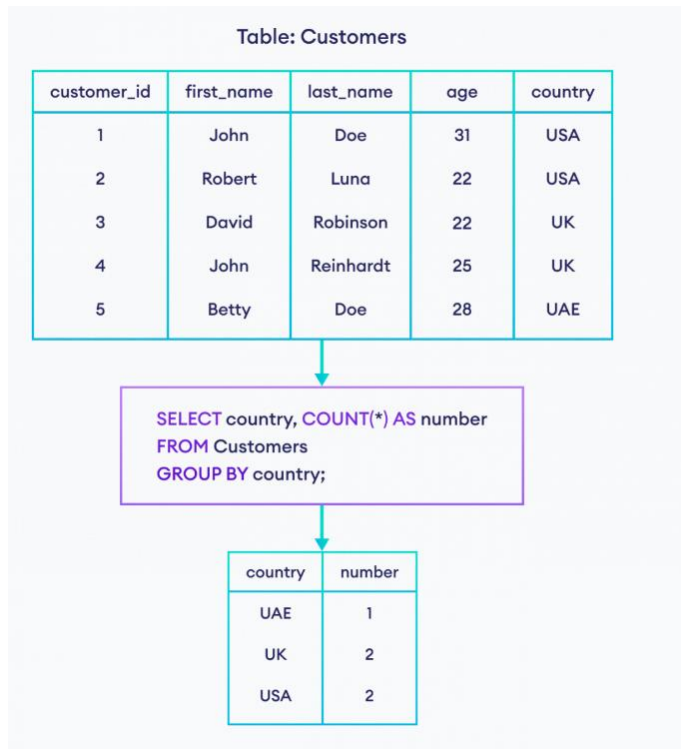 Table: Customers
customer_id first_name last_name age country
1 John Doe 31 USA
2 Robert Luna 22 USA
3 David Robinson 22 UK
4 John Reinhardt 25 UK
5 Betty Doe 28 UAE
SELECT country, COUNT(*) AS number
FROM Customers
GROUP BY country;
country number
UAE 1
UK 2
USA 2